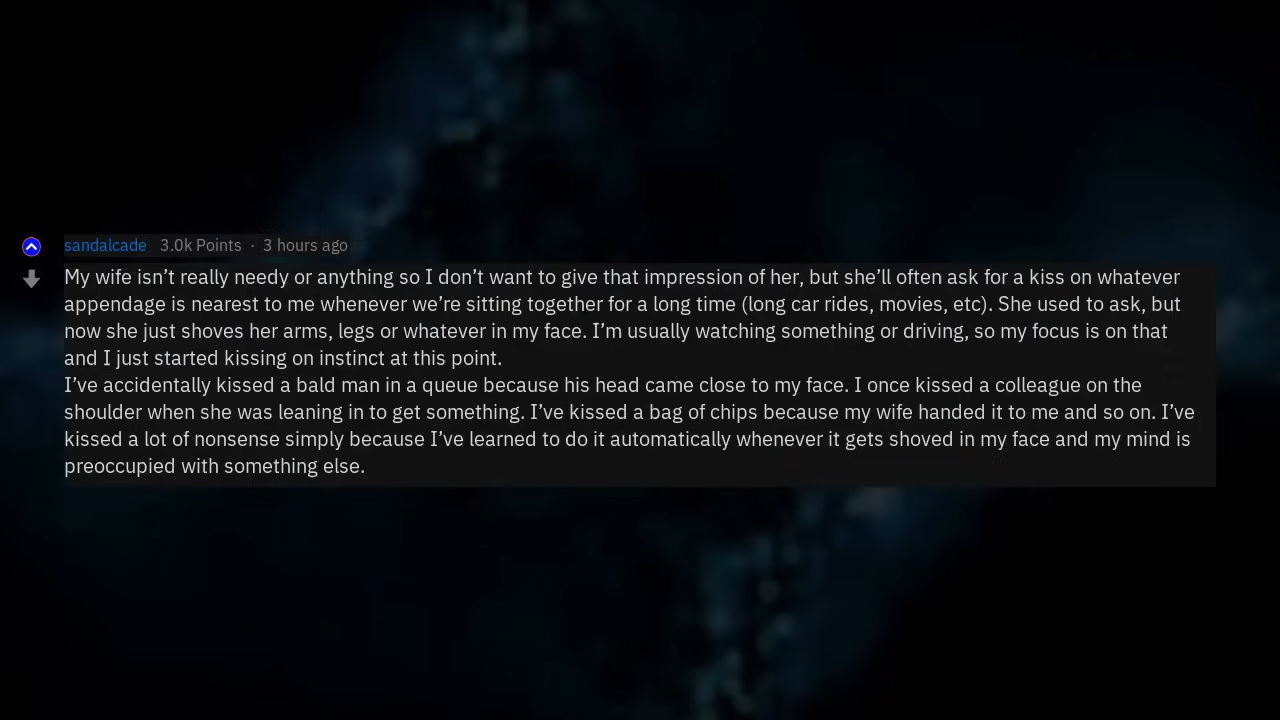 sandalcade 3.0k Points · 3 hours ago
My wife isn’t really needy or anything so I don’t want to give that impression of her, but she’ll often ask for a kiss on whatever
appendage is nearest to me whenever we’re sitting together for a long time (long car rides, movies, etc). She used to ask, but
now she just shoves her arms, legs or whatever in my face. I’m usually watching something or driving, so my focus is on that
and I just started kissing on instinct at this point.
I’ve accidentally kissed a bald man in a queue because his head came close to my face. I once kissed a colleague on the
shoulder when she was leaning in to get something. I’ve kissed a bag of chips because my wife handed it to me and so on. I’ve
kissed a lot of nonsense simply because I’ve learned to do it automatically whenever it gets shoved in my face and my mind is
preoccupied with something else.